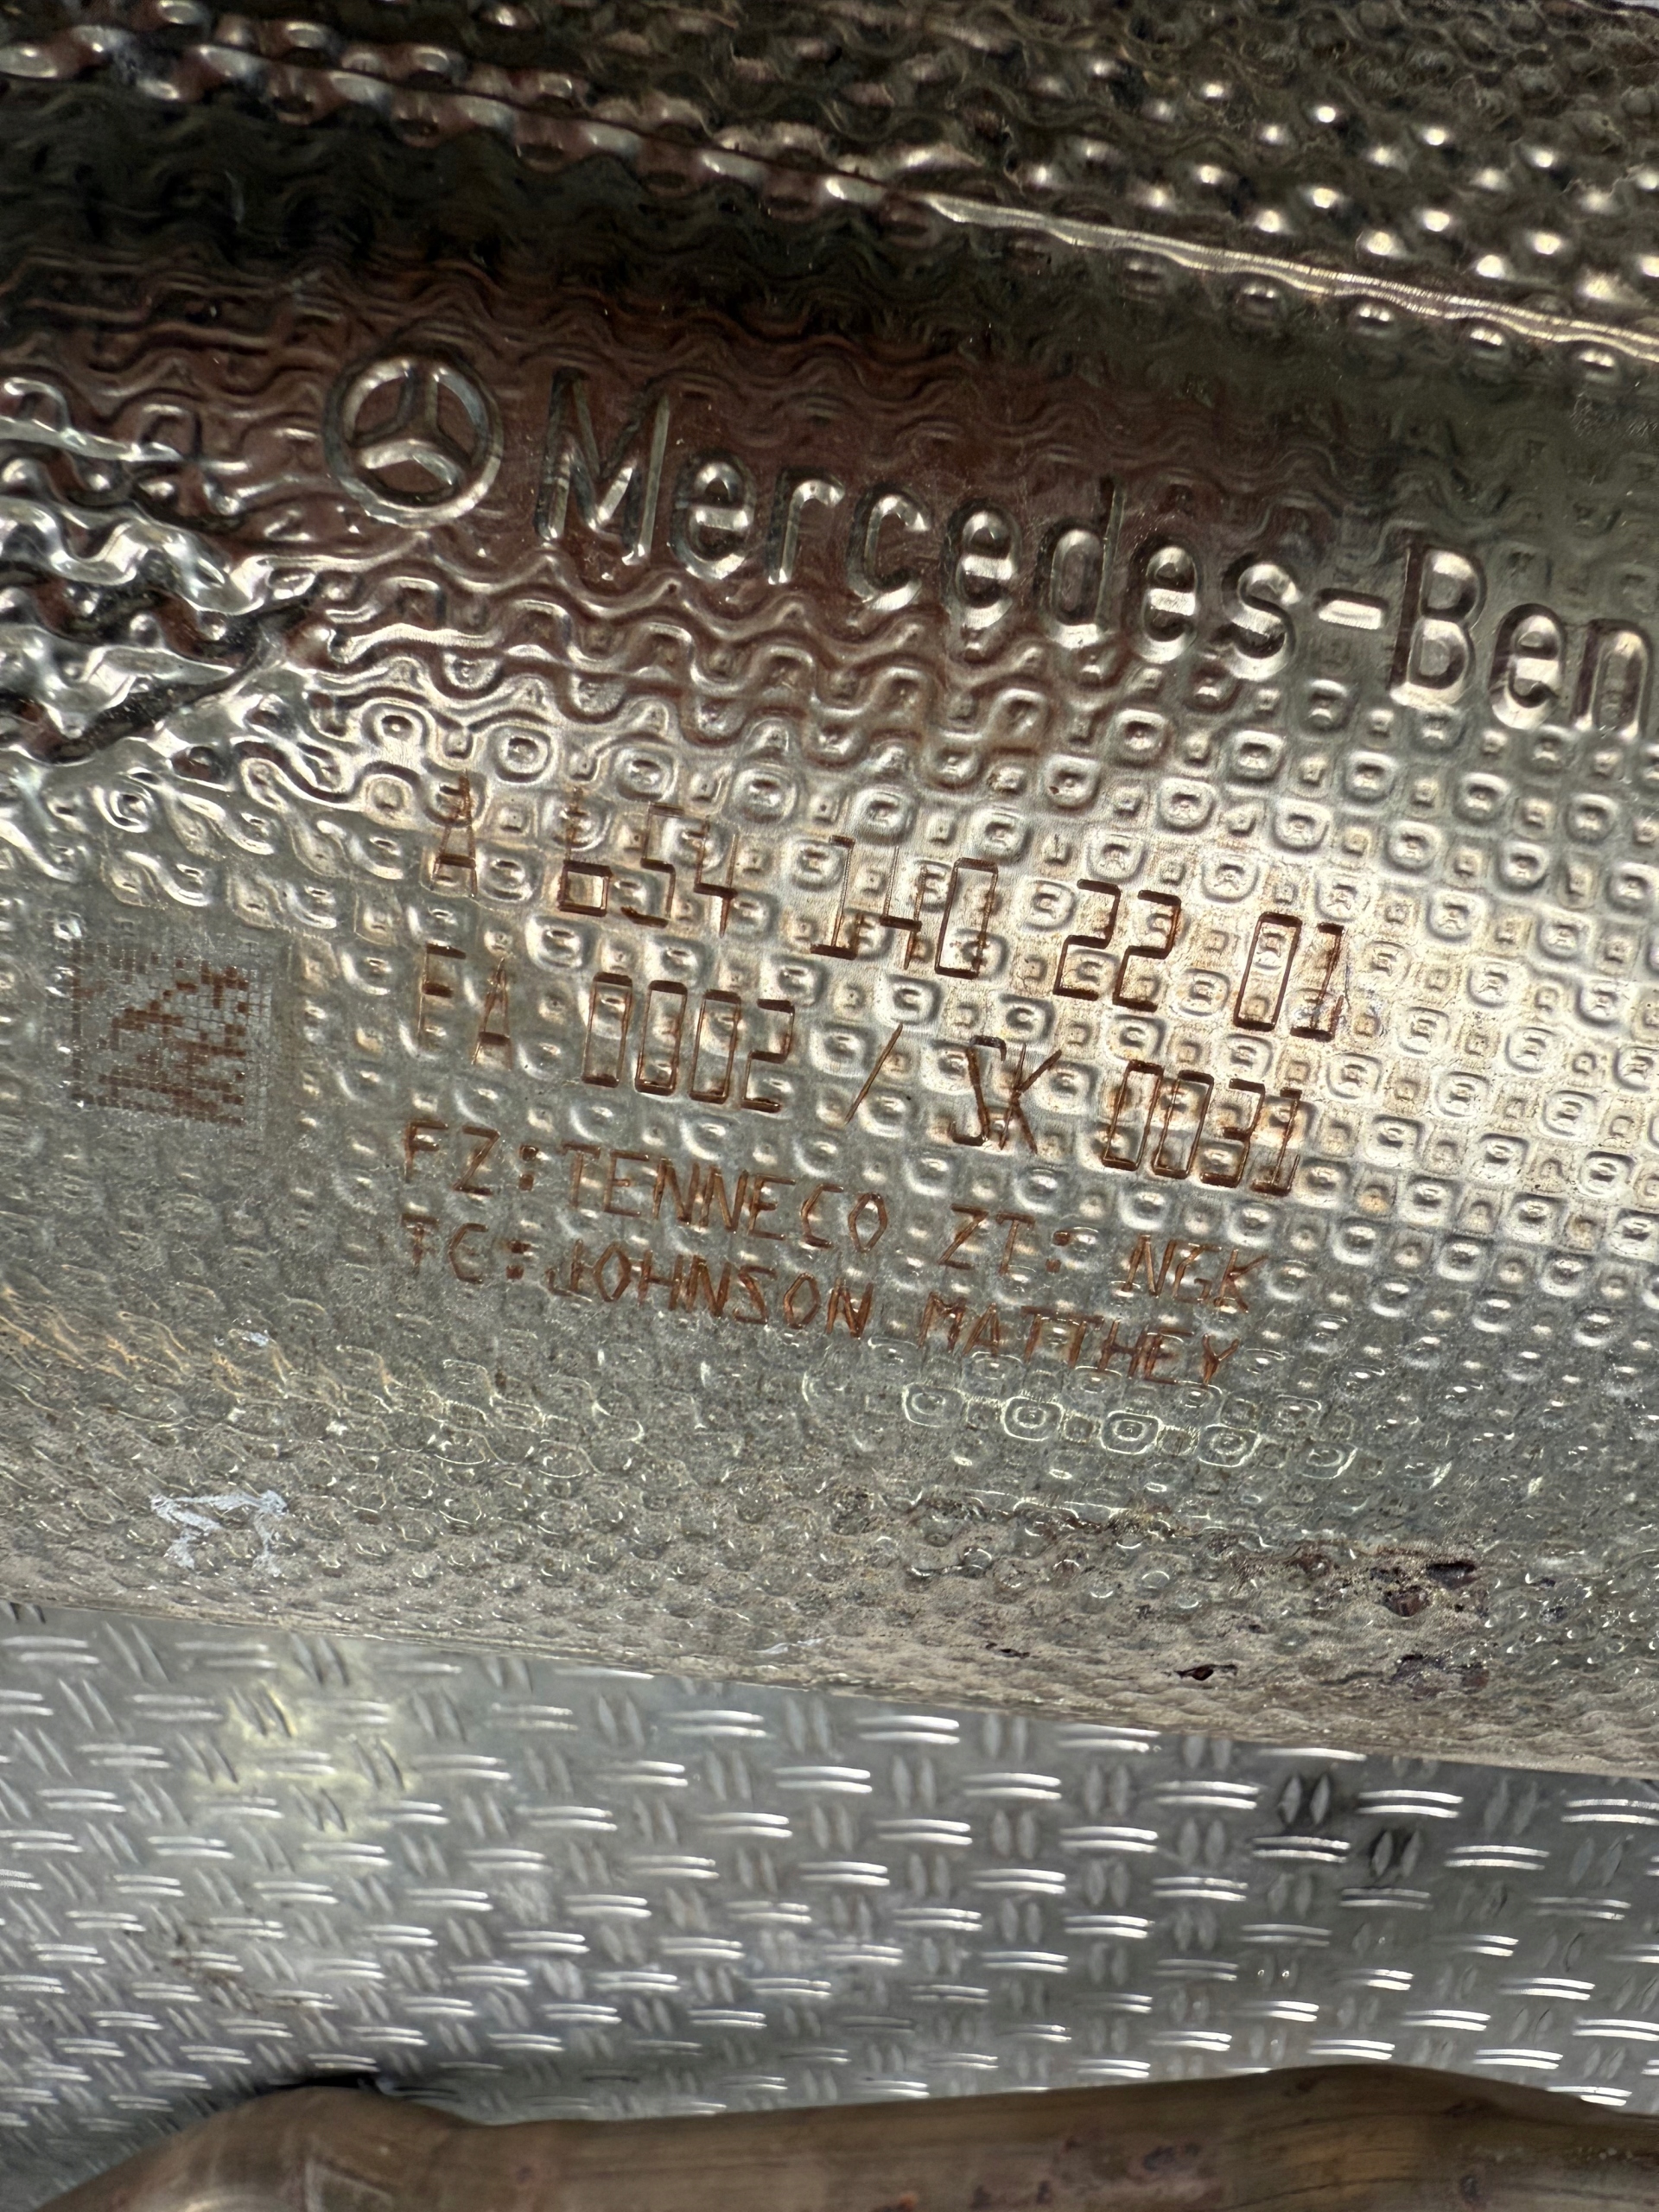 Mercedes-Ben
A 654 140 22 01
EA 0002 / SK 0031
FZ:TENNECO ZT: NGK
TC:JOHNSON MATTHEY